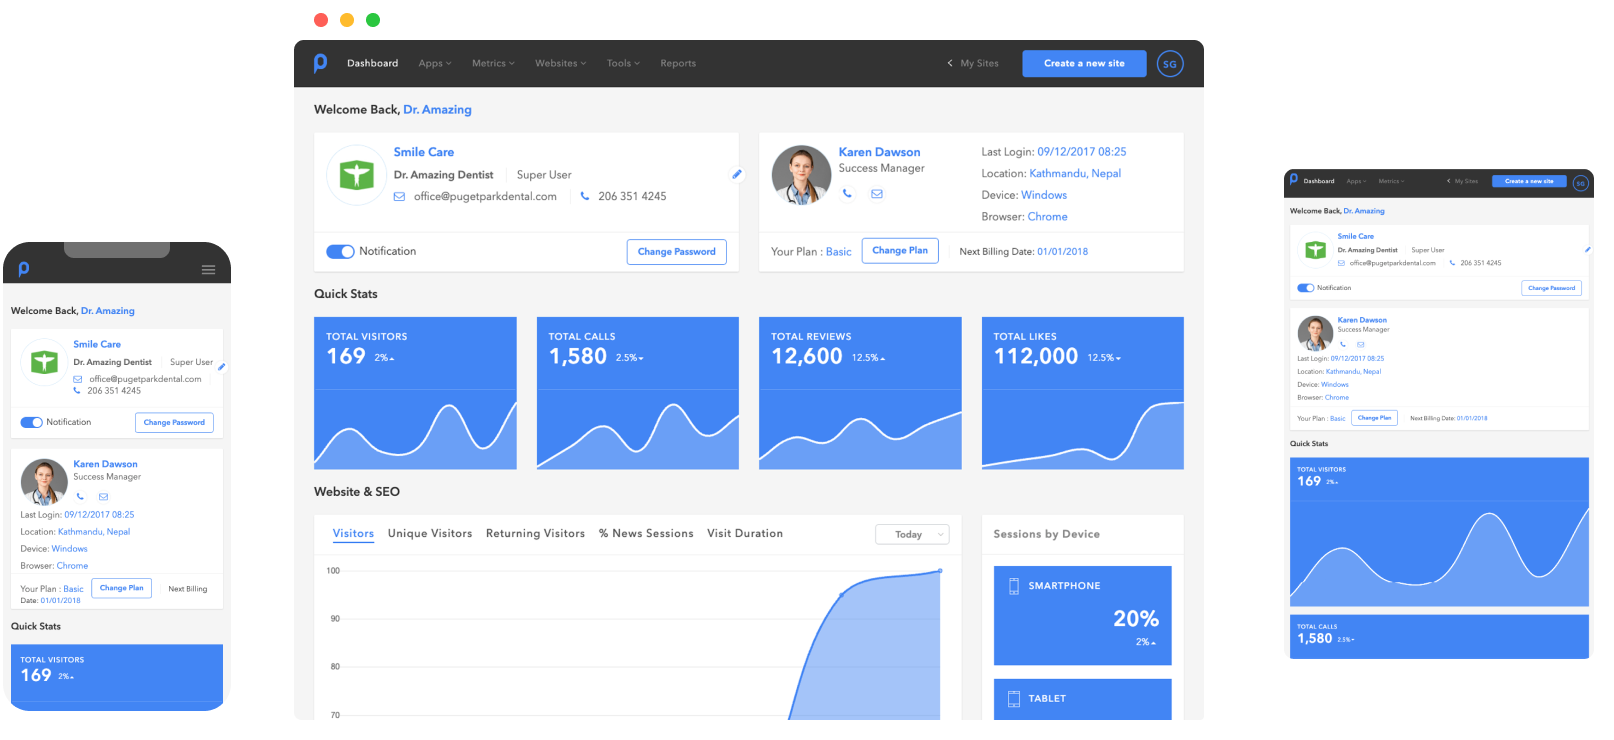 Dashboard Apps Metrics Websites Tools Reports My Sites Create a new site SG
Welcome Back, Dr. Amazing
Smile Care
Dr. Amazing Dentist Super User
office@pugetparkdental.com 206 351 4245
Notification Change Password
Karen Dawson
Success Manager
Last Login: 09/12/2017 08:25
Location: Kathmandu, Nepal
Device: Windows
Browser: Chrome
Your Plan : Basic Change Plan Next Billing Date: 01/01/2018
Quick Stats
TOTAL VISITORS
169 2%
TOTAL CALLS
1,580 2.5%
TOTAL REVIEWS
12,600 12.5%
TOTAL LIKES
112,000 12.5%
Website & SEO
Visitors Unique Visitors Returning Visitors % News Sessions Visit Duration Today
100
90
80
70
Sessions by Device
SMARTPHONE
20%
2%
TABLET
Welcome Back, Dr. Amazing
Smile Care
Dr. Amazing Dentist Super User
office@pugetparkdental.com
206 351 4245
Notification Change Password
Karen Dawson
Success Manager
Last Login: 09/12/2017 08:25
Location: Kathmandu, Nepal
Device: Windows
Browser: Chrome
Your Plan : Basic Change Plan Next Billing
Date: 01/01/2018
Quick Stats
TOTAL VISITORS
169 2%
Dashboard Apps Metrics My Sites Create a new site SG
Welcome Back, Dr. Amazing
Smile Care
Dr. Amazing Dentist Super User
office@pugetparkdental.com 206 351 4245
Notification Change Password
Karen Dawson
Success Manager
Last Login: 09/12/2017 08:25
Location: Kathmandu, Nepal
Device: Windows
Browser: Chrome
Your Plan : Basic Change Plan Next Billing Date: 01/01/2018
Quick Stats
TOTAL VISITORS
169 2%
TOTAL CALLS
1,580 2.5%